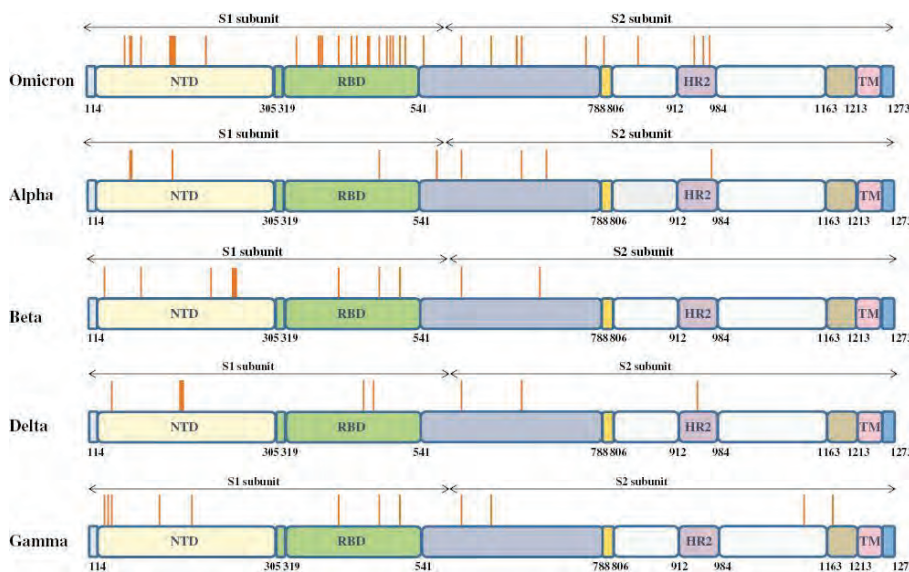 S1 subunit S2 subunit
Omicron NTD RBD HR2 TM
114 305 319 541 788 806 912 984 1163 1213 1273
S1 subunit S2 subunit
Alpha NTD RBD HR2 TM
114 305 319 541 788 806 912 984 1163 1213 1273
S1 subunit S2 subunit
Beta NTD RBD HR2 TM
114 305 319 541 788 806 912 984 1163 1213 1273
S1 subunit S2 subunit
Delta NTD RBD HR2 TM
114 305 319 541 788 806 912 984 1163 1213 1273
S1 subunit S2 subunit
Gamma NTD RBD HR2 TM
114 305 319 541 788 806 912 984 1163 1213 127